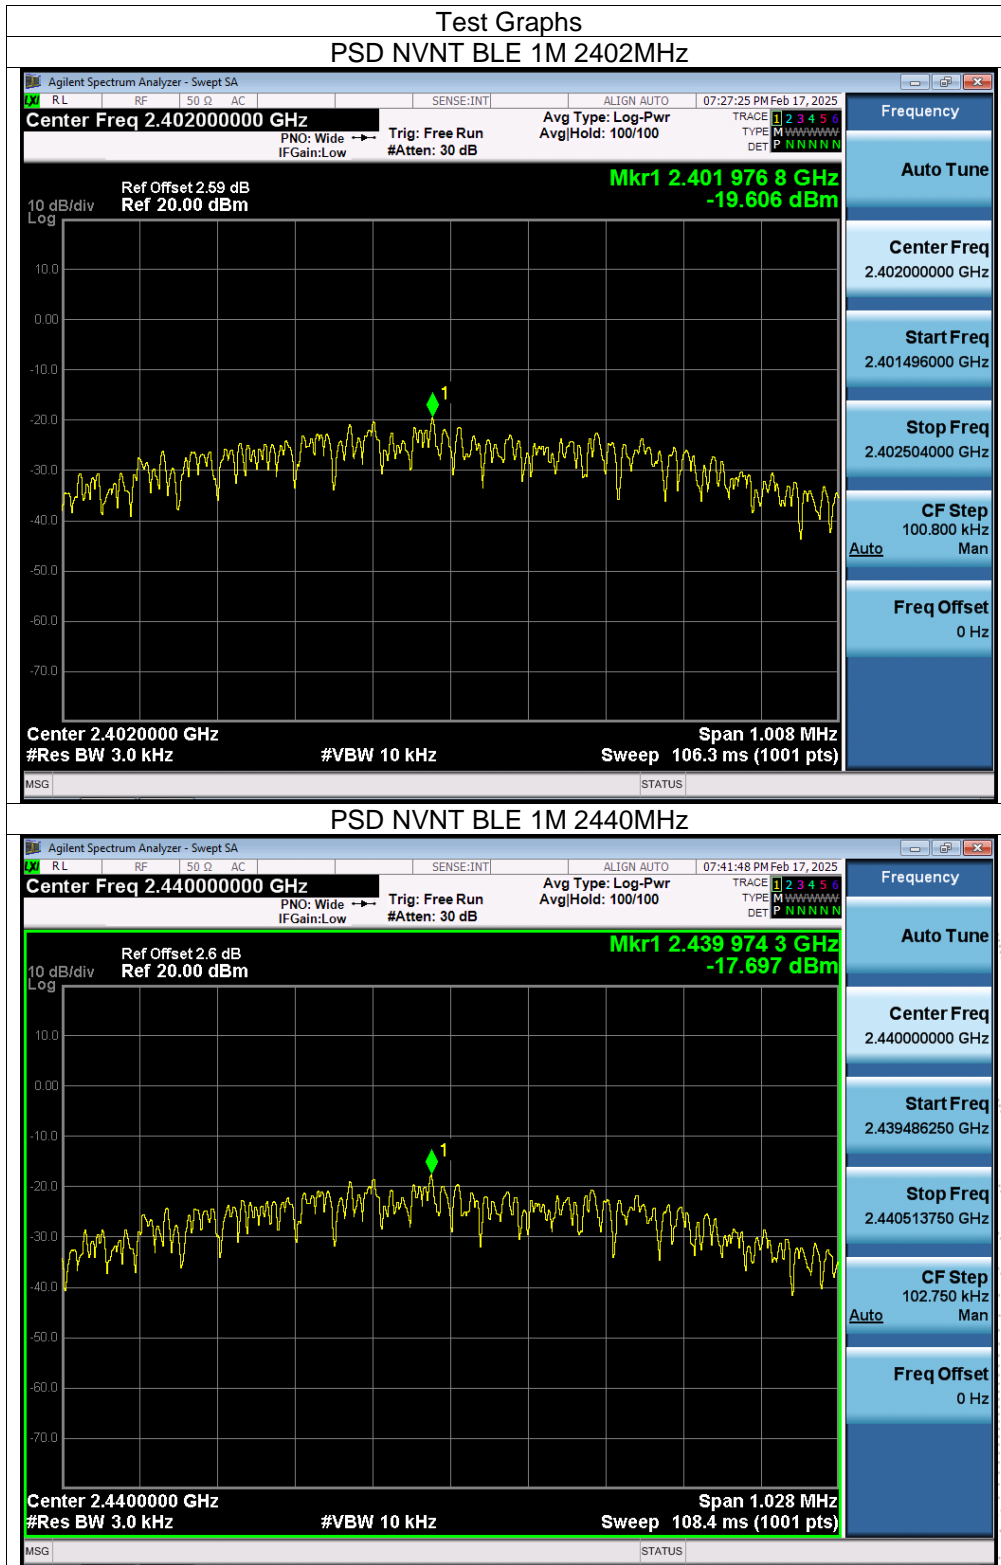 Test Graphs
PSD NVNT BLE 1M 2402MHz
Agilent Spectrum Analyzer - Swept SA
LXI RL RF 50 Ω AC SENSE:INT ALIGN AUTO 07:27:25 PM Feb 17, 2025
Center Freq 2.402000000 GHz
PNO: Wide
IFGain:Low
Trig: Free Run
#Atten: 30 dB
Avg Type: Log-Pwr
Avg|Hold: 100/100
TRACE 1 2 3 4 5 6
TYPE M WWWWW
DET P N N N N N
Ref Offset 2.59 dB
Ref 20.00 dBm
10 dB/div
Log
Mkr1 2.401 976 8 GHz
-19.606 dBm
10.0
0.00
-10.0
-20.0
-30.0
-40.0
-50.0
-60.0
-70.0
1
Center 2.4020000 GHz
#Res BW 3.0 kHz
#VBW 10 kHz
Span 1.008 MHz
Sweep 106.3 ms (1001 pts)
MSG
STATUS
Frequency
Auto Tune
Center Freq
2.402000000 GHz
Start Freq
2.401496000 GHz
Stop Freq
2.402504000 GHz
CF Step
100.800 kHz
Auto Man
Freq Offset
0 Hz
PSD NVNT BLE 1M 2440MHz
Agilent Spectrum Analyzer - Swept SA
LXI RL RF 50 Ω AC SENSE:INT ALIGN AUTO 07:41:48 PM Feb 17, 2025
Center Freq 2.440000000 GHz
PNO: Wide
IFGain:Low
Trig: Free Run
#Atten: 30 dB
Avg Type: Log-Pwr
Avg|Hold: 100/100
TRACE 1 2 3 4 5 6
TYPE M WWWWW
DET P N N N N N
Ref Offset 2.6 dB
Ref 20.00 dBm
10 dB/div
Log
Mkr1 2.439 974 3 GHz
-17.697 dBm
10.0
0.00
-10.0
-20.0
-30.0
-40.0
-50.0
-60.0
-70.0
1
Center 2.4400000 GHz
#Res BW 3.0 kHz
#VBW 10 kHz
Span 1.028 MHz
Sweep 108.4 ms (1001 pts)
MSG
STATUS
Frequency
Auto Tune
Center Freq
2.440000000 GHz
Start Freq
2.439486250 GHz
Stop Freq
2.440513750 GHz
CF Step
102.750 kHz
Auto Man
Freq Offset
0 Hz